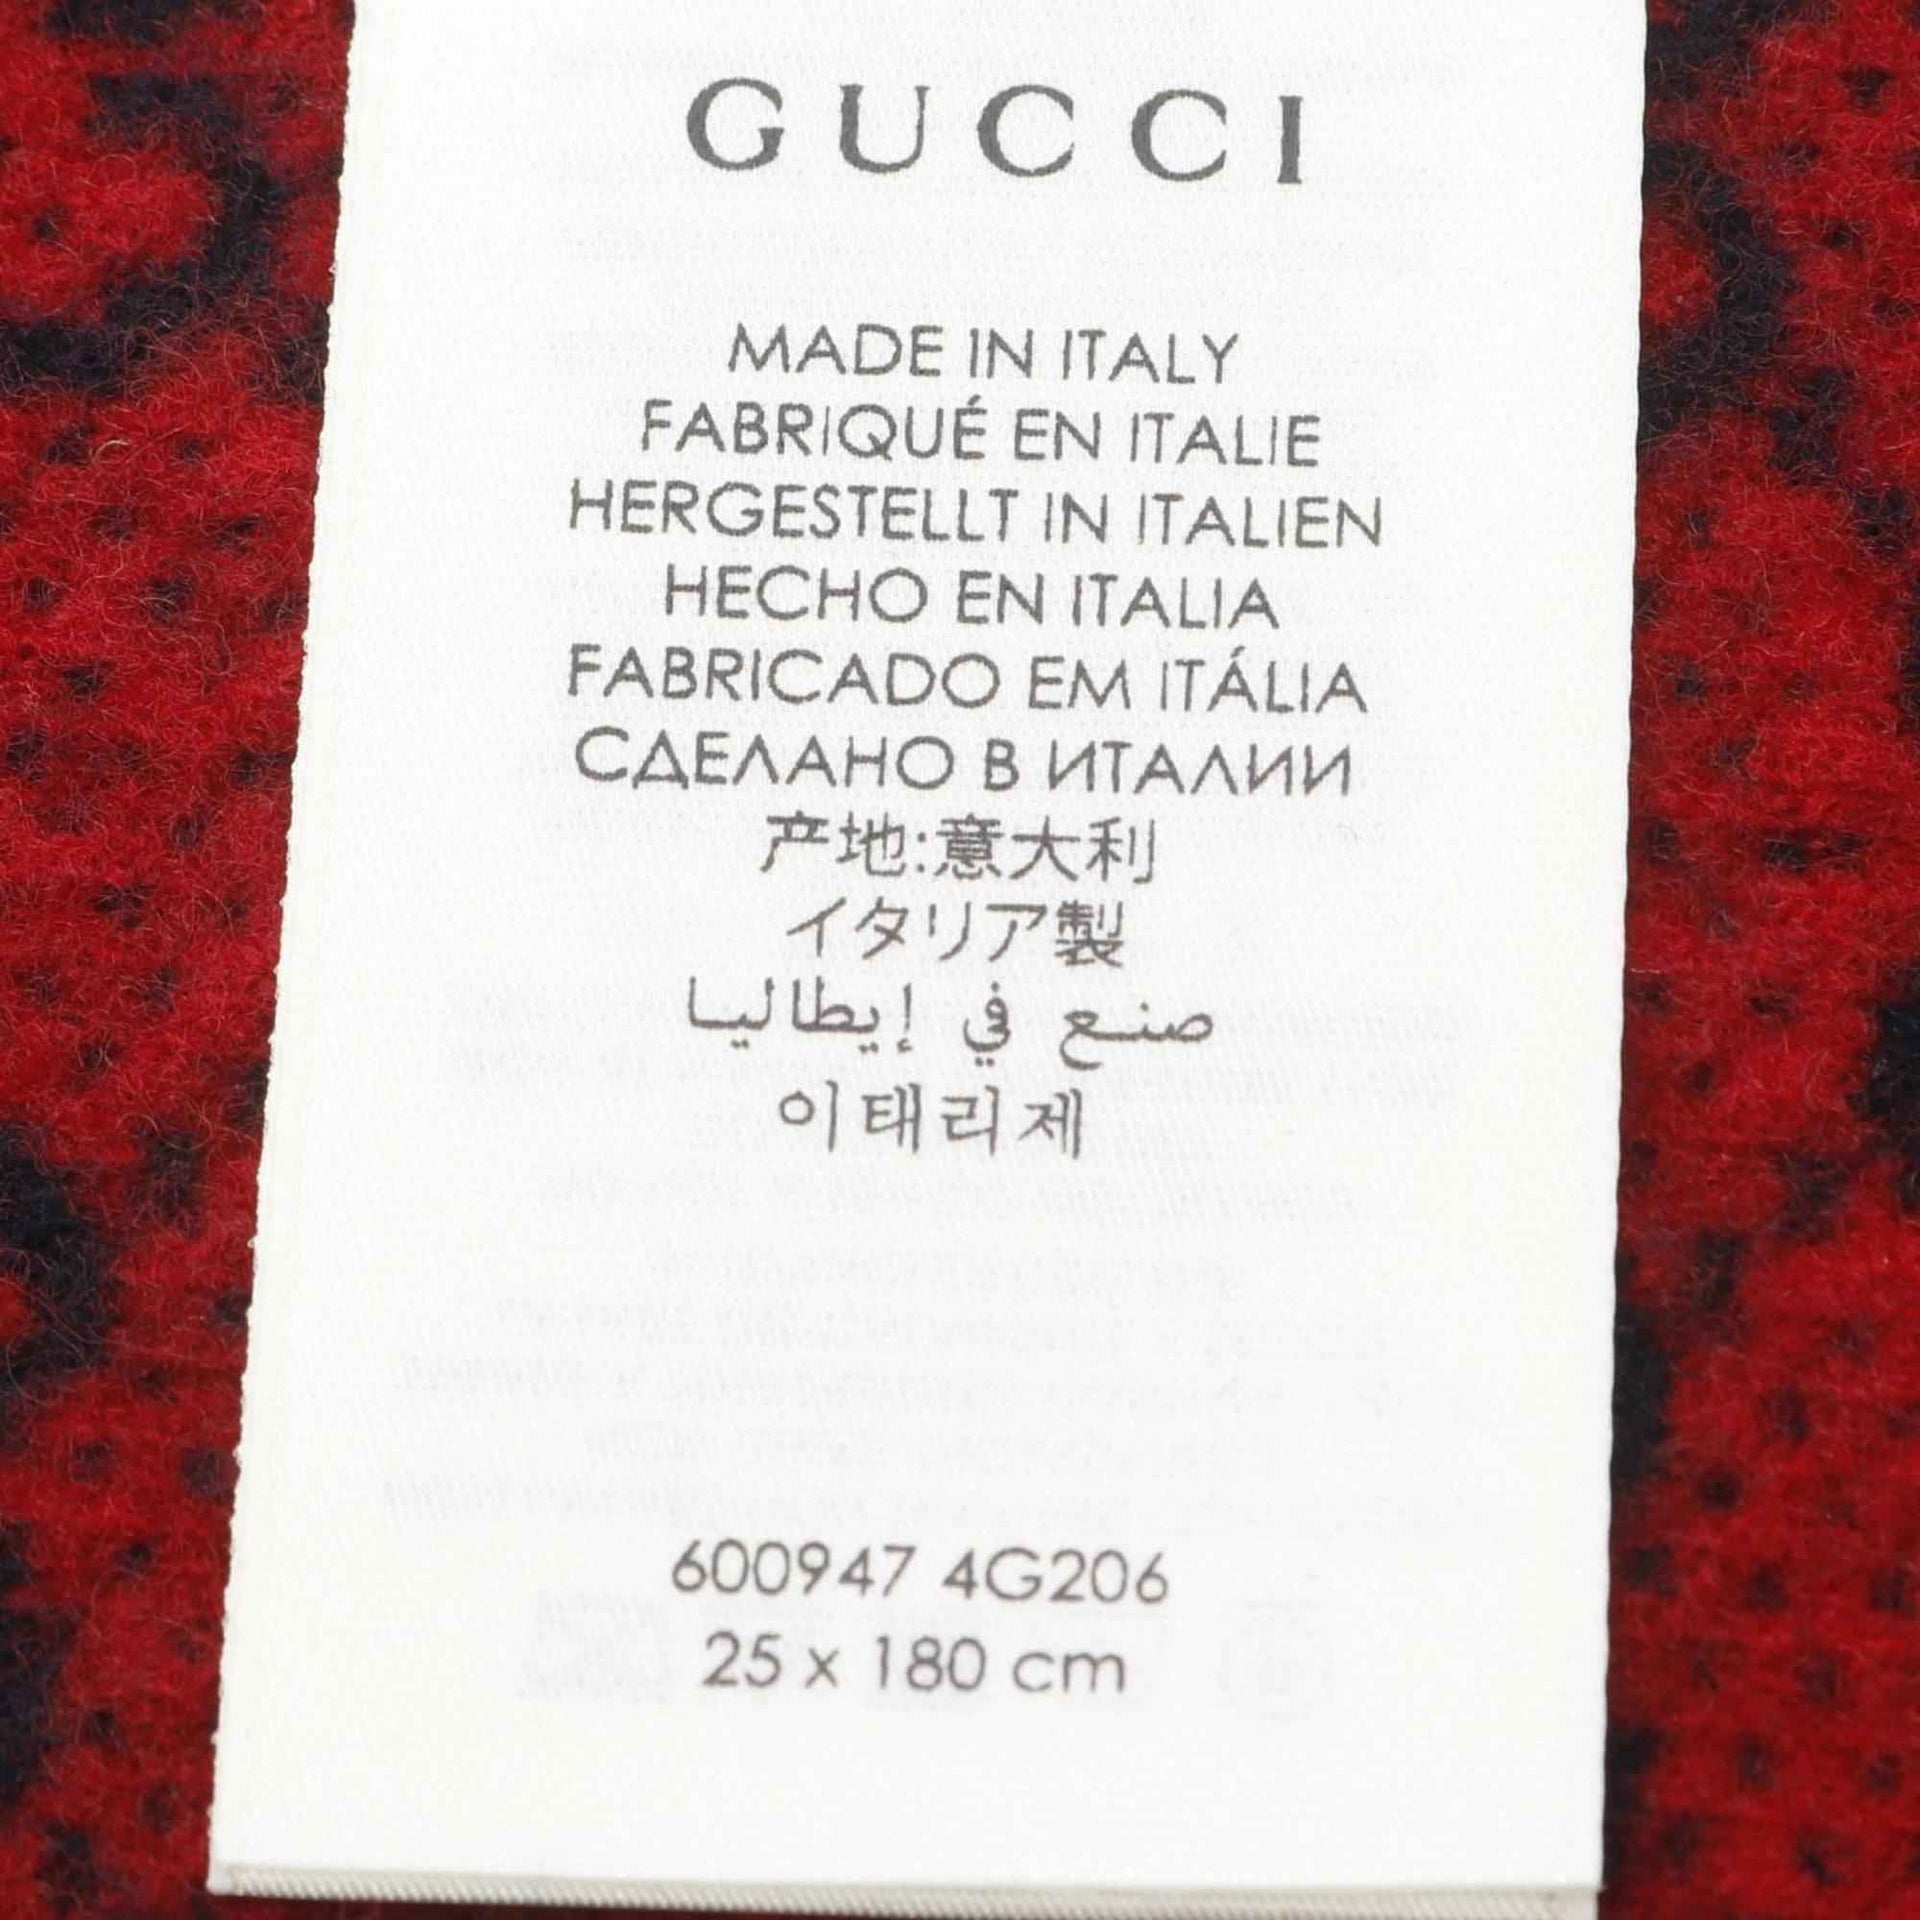 GUCCI
MADE IN ITALY
FABRIQUÉ EN ITALIE
HERGESTELLT IN ITALIEN
HECHO EN ITALIA
FABRICADO EM ITÁLIA
СДЕЛАНО В ИТАЛИИ
产地:意大利
イタリア製
صنع في إيطاليا
이태리제
600947 4G206
25 x 180 cm